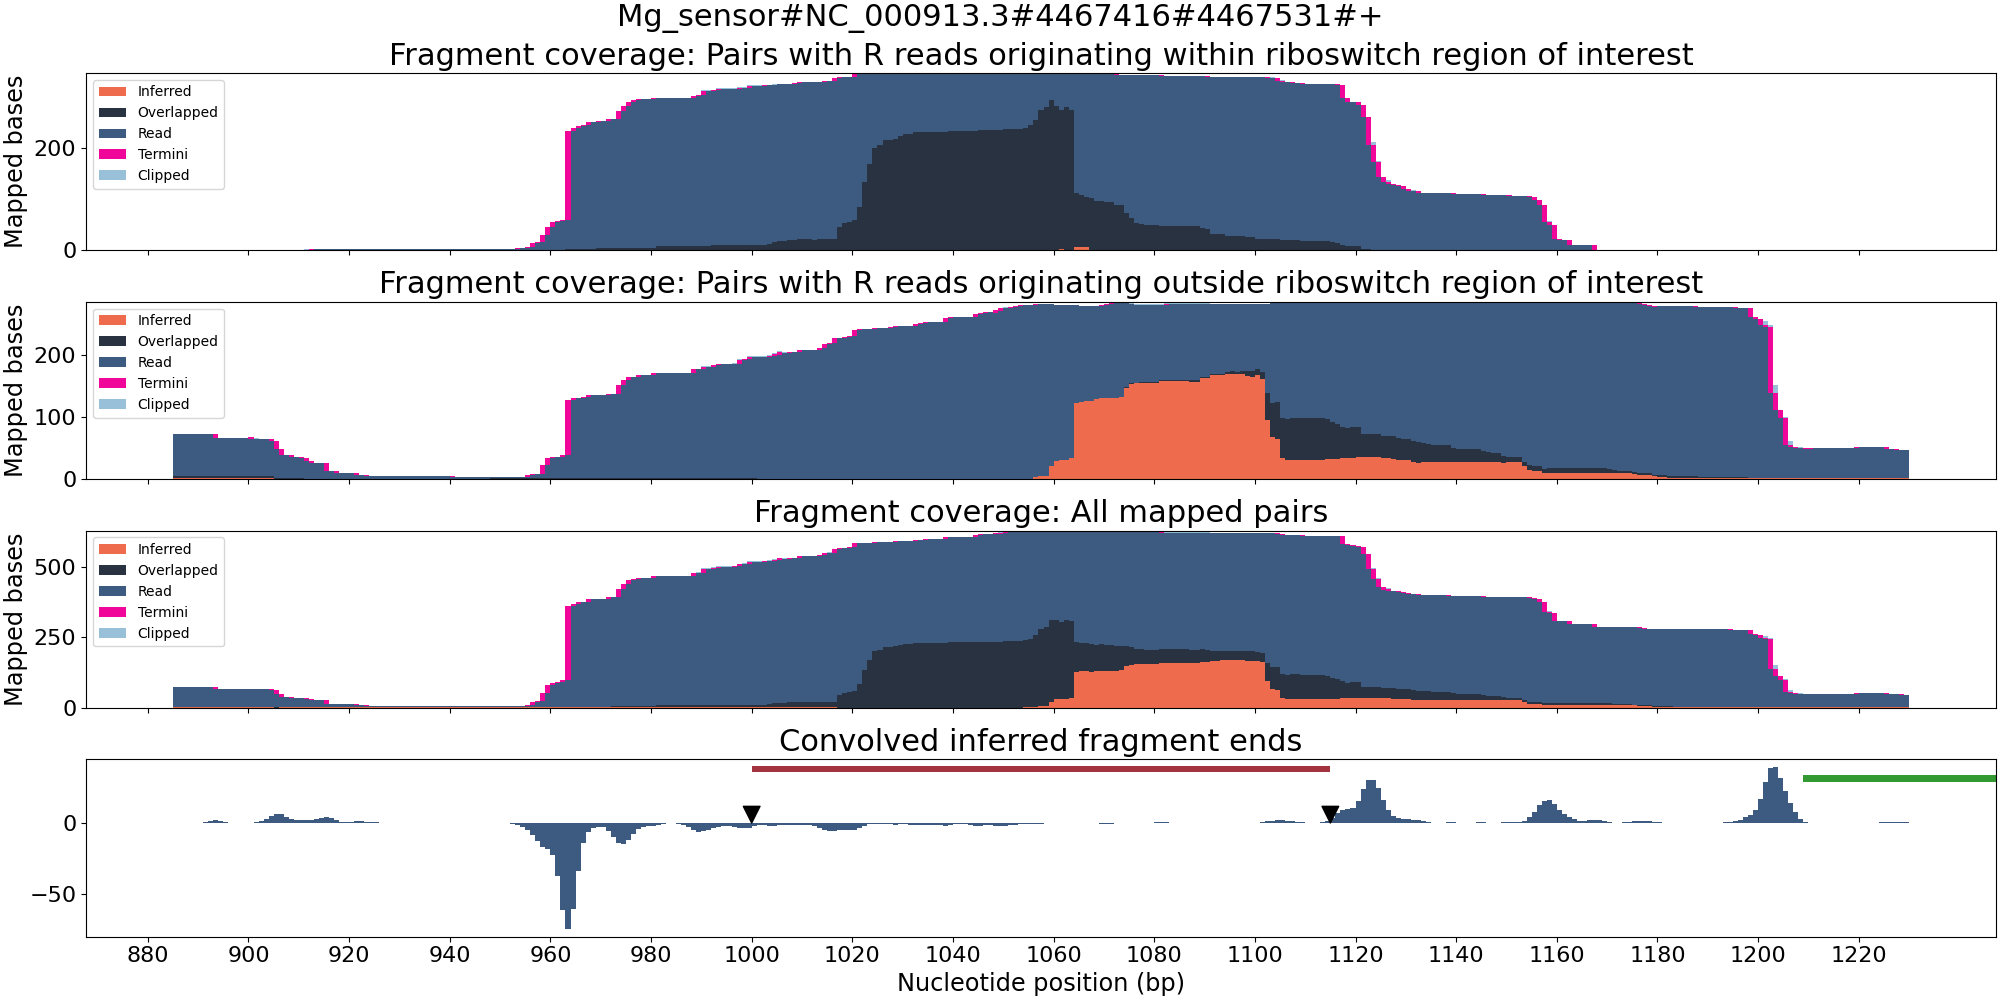 Mg_sensor#NC_000913.3#4467416#4467531#+
Fragment coverage: Pairs with R reads originating within riboswitch region of interest
Mapped bases
200
0
Inferred
Overlapped
Read
Termini
Clipped
Fragment coverage: Pairs with R reads originating outside riboswitch region of interest
Mapped bases
200
100
0
Inferred
Overlapped
Read
Termini
Clipped
Fragment coverage: All mapped pairs
Mapped bases
500
250
0
Inferred
Overlapped
Read
Termini
Clipped
Convolved inferred fragment ends
0
−50
880 900 920 940 960 980 1000 1020 1040 1060 1080 1100 1120 1140 1160 1180 1200 1220
Nucleotide position (bp)